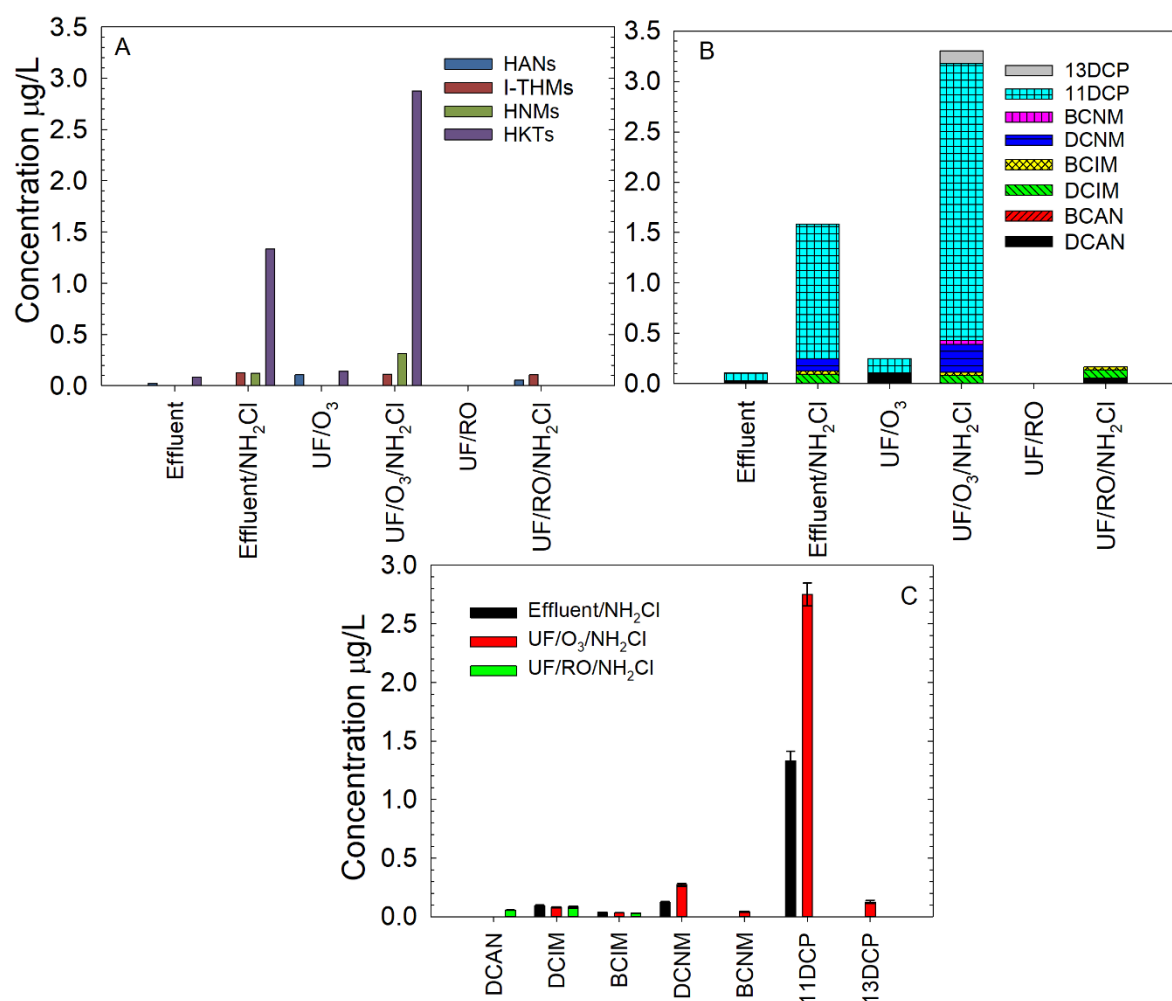 A
Concentration µg/L
3.5
3.0
2.5
2.0
1.5
1.0
0.5
0.0
HANs
I-THMs
HNMs
HKTs
Effluent
Effluent/NH₂Cl
UF/O₃
UF/O₃/NH₂Cl
UF/RO
UF/RO/NH₂Cl
B
3.5
3.0
2.5
2.0
1.5
1.0
0.5
0.0
13DCP
11DCP
BCNM
DCNM
BCIM
DCIM
BCAN
DCAN
Effluent
Effluent/NH₂Cl
UF/O₃
UF/O₃/NH₂Cl
UF/RO
UF/RO/NH₂Cl
C
Concentration µg/L
3.0
2.5
2.0
1.5
1.0
0.5
0.0
Effluent/NH₂Cl
UF/O₃/NH₂Cl
UF/RO/NH₂Cl
DCAN
DCIM
BCIM
DCNM
BCNM
11DCP
13DCP